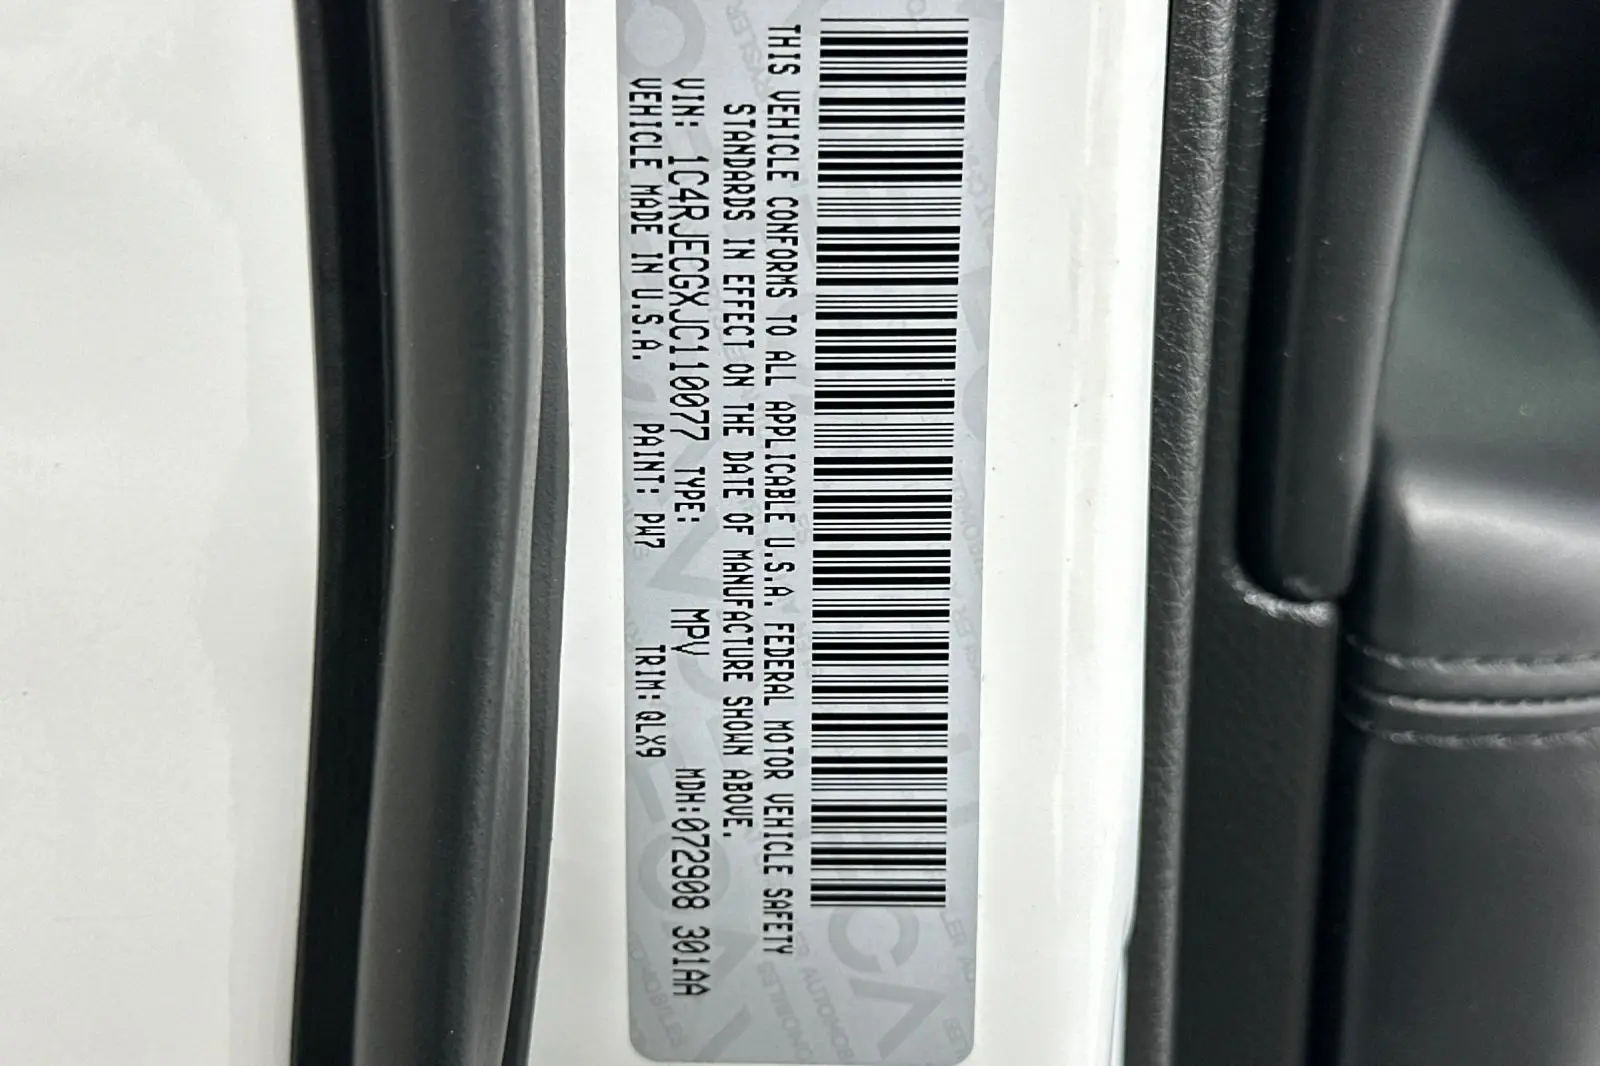 THIS VEHICLE CONFORMS TO ALL APPLICABLE U.S.A. FEDERAL MOTOR VEHICLE SAFETY
STANDARDS IN EFFECT ON THE DATE OF MANUFACTURE SHOWN ABOVE.
VIN: 1C4RJECGXJC110077 TYPE: MPV MDH:072908 301AA
VEHICLE MADE IN U.S.A. PAINT: PW7 TRIM:QLX9